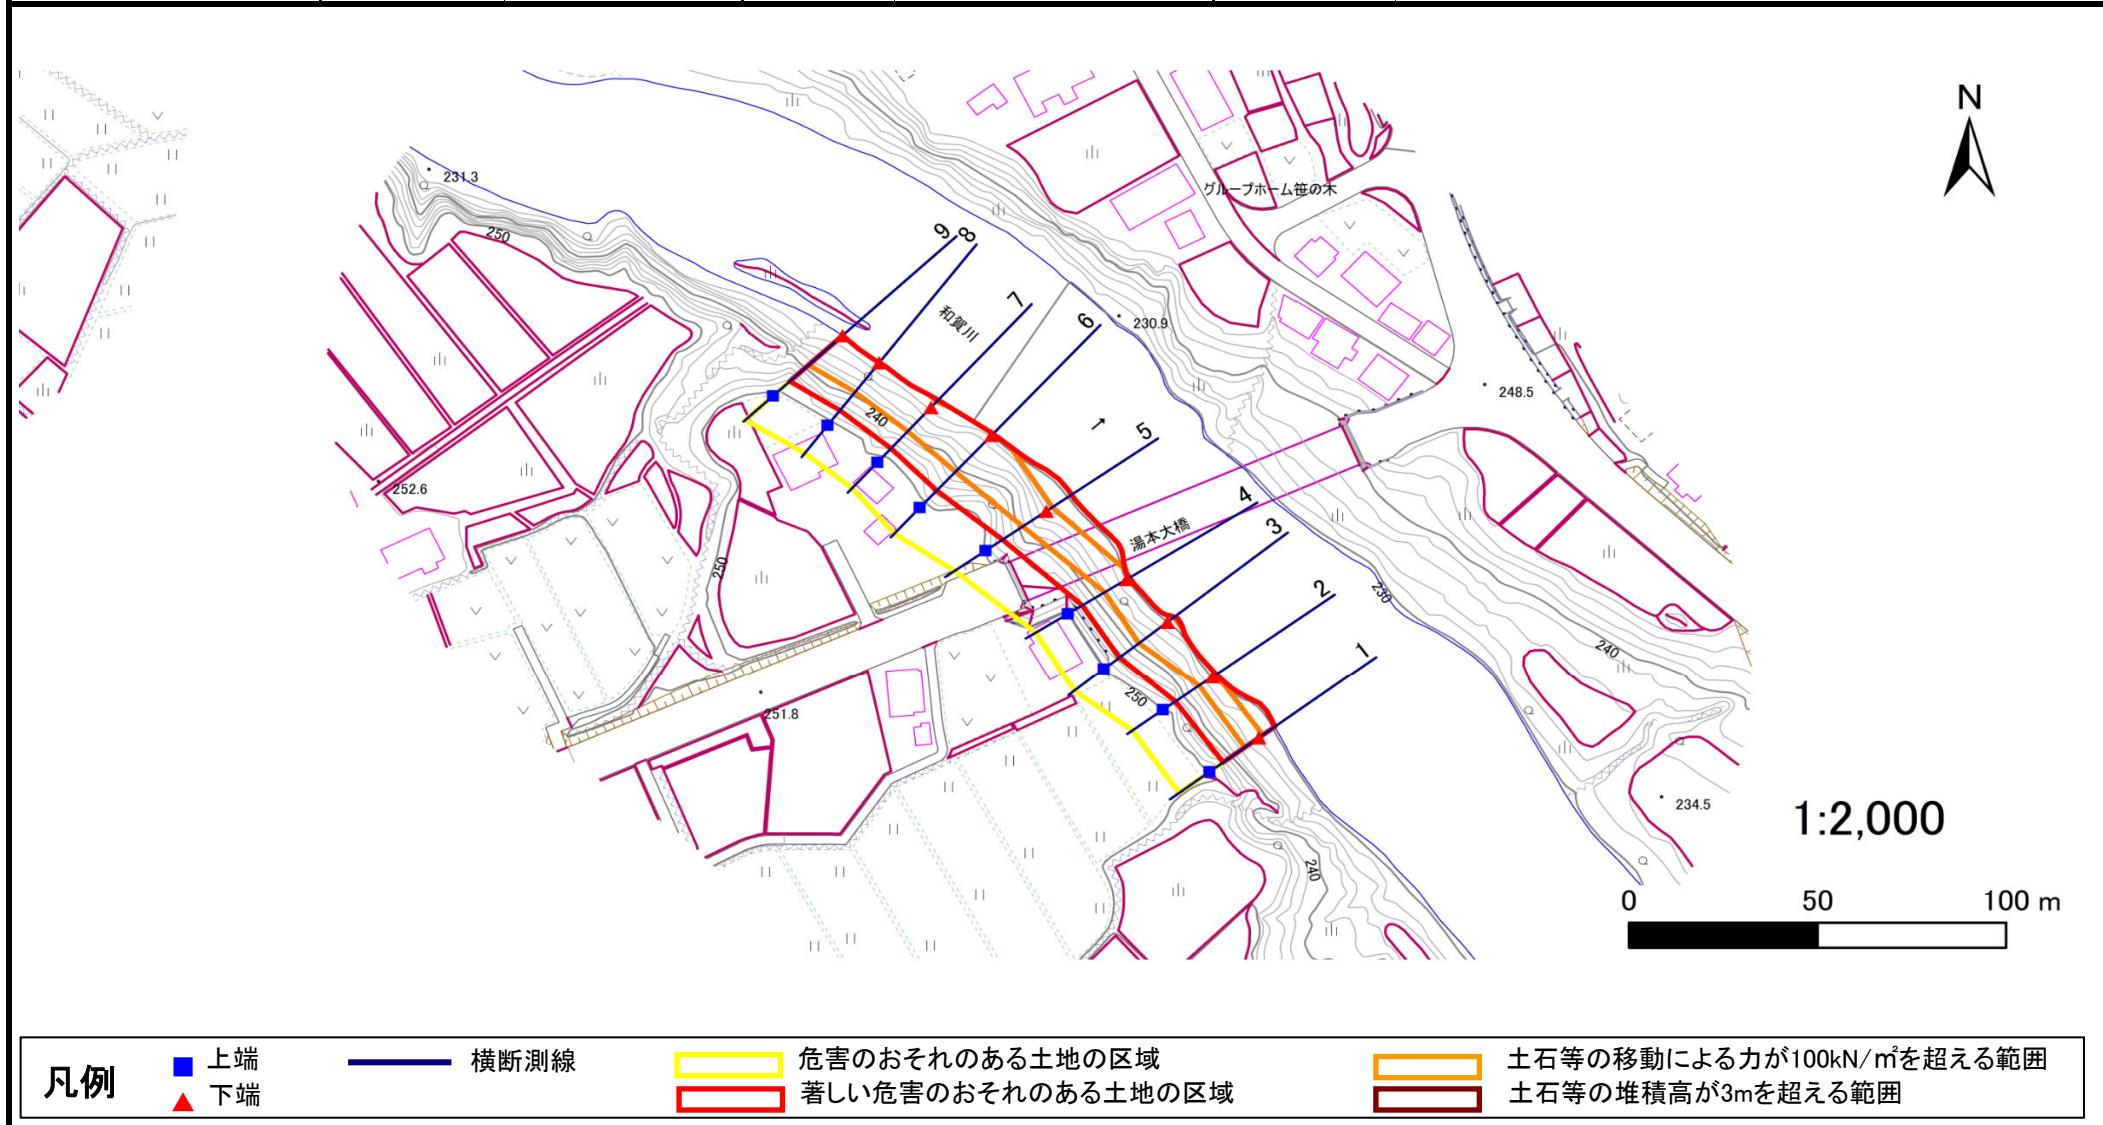 N
231.3
250
9
8
7
6
和賀川
230.9
グループホーム笹の木
248.5
5
240
252.6
4
湯本大橋
3
250
2
230
1
240
250
251.8
234.5
240
1:2,000
0 50 100 m
凡例
上端
下端
横断測線
危害のおそれのある土地の区域
著しい危害のおそれのある土地の区域
土石等の移動による力が100kN/㎡を超える範囲
土石等の堆積高が3mを超える範囲